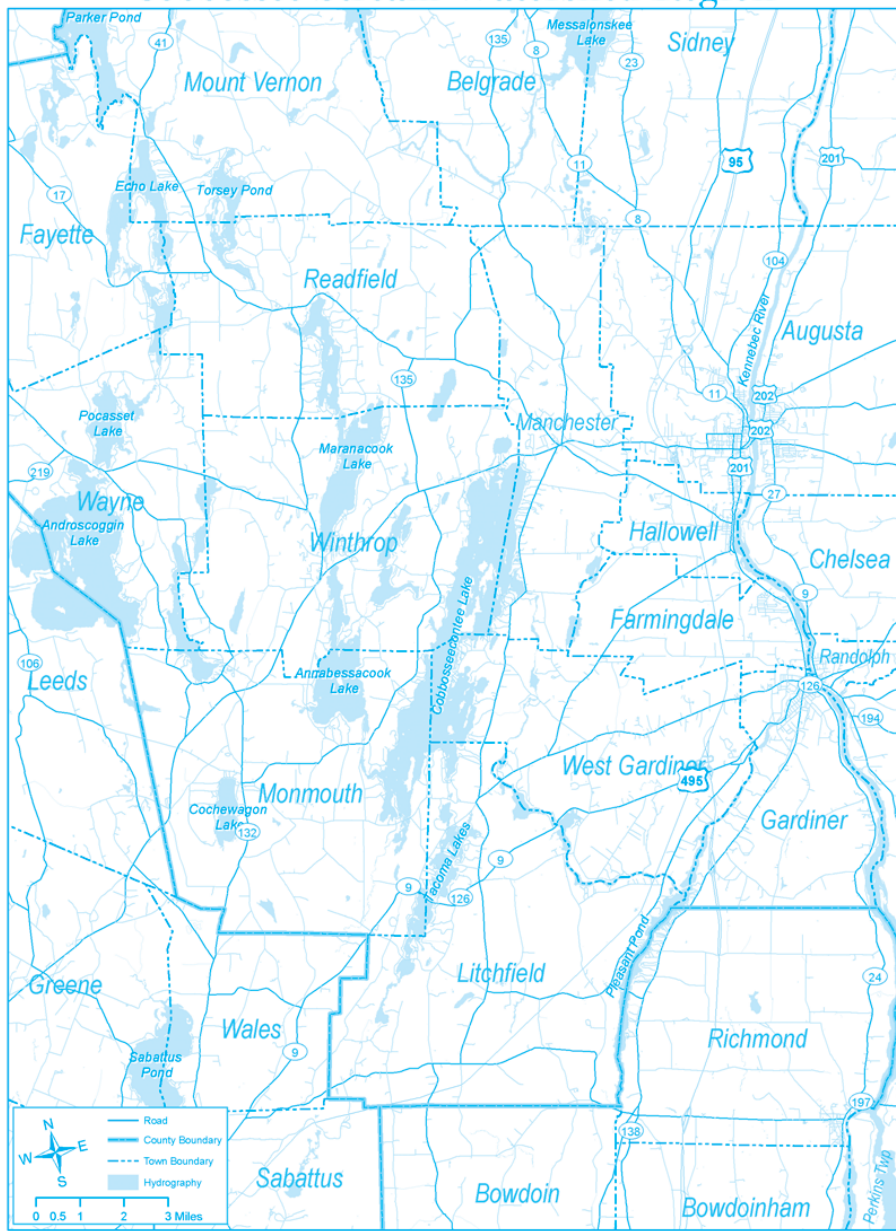 Parker Pond
41
Mount Vernon
135
8
Belgrade
Messalonskee
Lake
23
Sidney
95
201
11
17
Echo Lake
Torsey Pond
8
Fayette
Readfield
104
Kennebec River
Augusta
135
11
202
Pocasset
Lake
Manchester
202
Maranacook
Lake
219
201
Wayne
27
Androscoggin
Lake
Winthrop
Hallowell
Chelsea
9
Farmingdale
106
Leeds
Annabessacook
Lake
Cobbosseecontee Lake
Randolph
126
194
West Gardiner
495
Monmouth
Cochewagon
Lake
132
Gardiner
Tacoma Lakes
9
9
126
Pleasant Pond
Litchfield
Greene
24
Wales
9
Richmond
Sabattus
Pond
197
138
Sabattus
Bowdoin
Bowdoinham
Perkins Twp
N
W
E
S
Road
County Boundary
Town Boundary
Hydrography
0 0.5 1 2 3 Miles